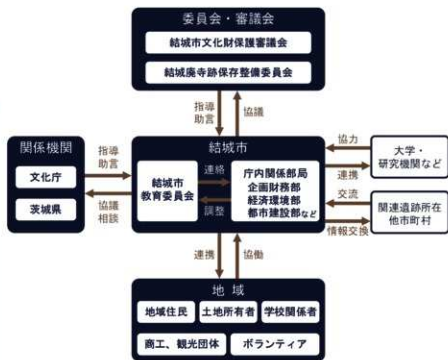 委員会・審議会
結城市文化財保護審議会
結城廃寺跡保存整備委員会
指導
助言
協議
関係機関
文化庁
茨城県
指導
助言
協議
相談
結城市
結城市
教育委員会
連絡
調整
庁内関係部局
企画財務部
経済環境部
都市建設部など
協力
連携
大学・
研究機関など
交流
情報交換
関連遺跡所在
他市町村
連携
協働
地域
地域住民
土地所有者
学校関係者
商工、観光団体
ボランティア